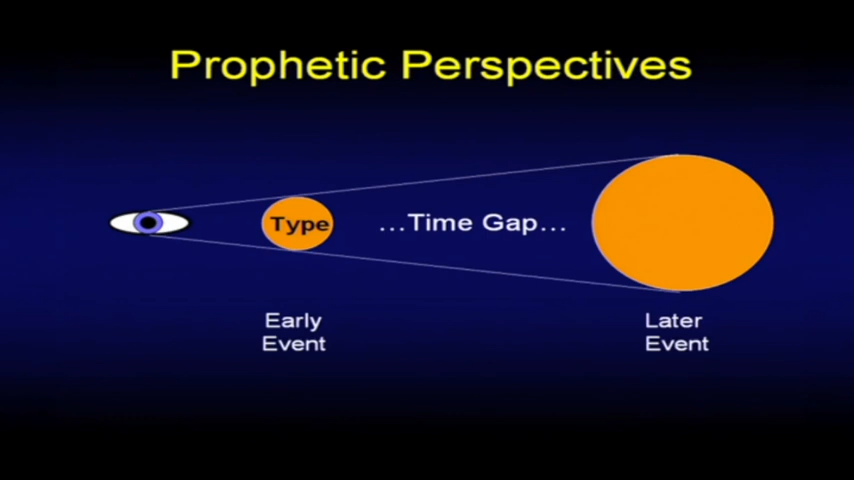 Prophetic Perspectives
Type
...Time Gap...
Early
Event
Later
Event